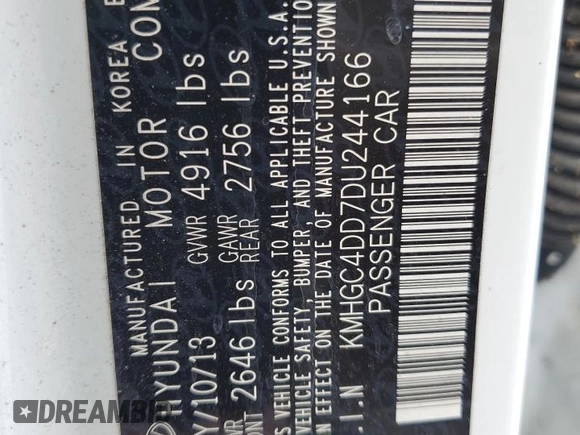 MANUFACTURED IN KOREA B
HYUNDAI MOTOR COM
Y/10/13 GVWR 4916 lbs
2646 lbs GAWR REAR 2756 lbs
VEHICLE CONFORMS TO ALL APPLICABLE U.S.A.
VEHICLE SAFETY, BUMPER, AND THEFT PREVENTION
IN EFFECT ON THE DATE OF MANUFACTURE SHOWN
.I.N KMHGC4DD7DU244166
PASSENGER CAR
DREAMBID